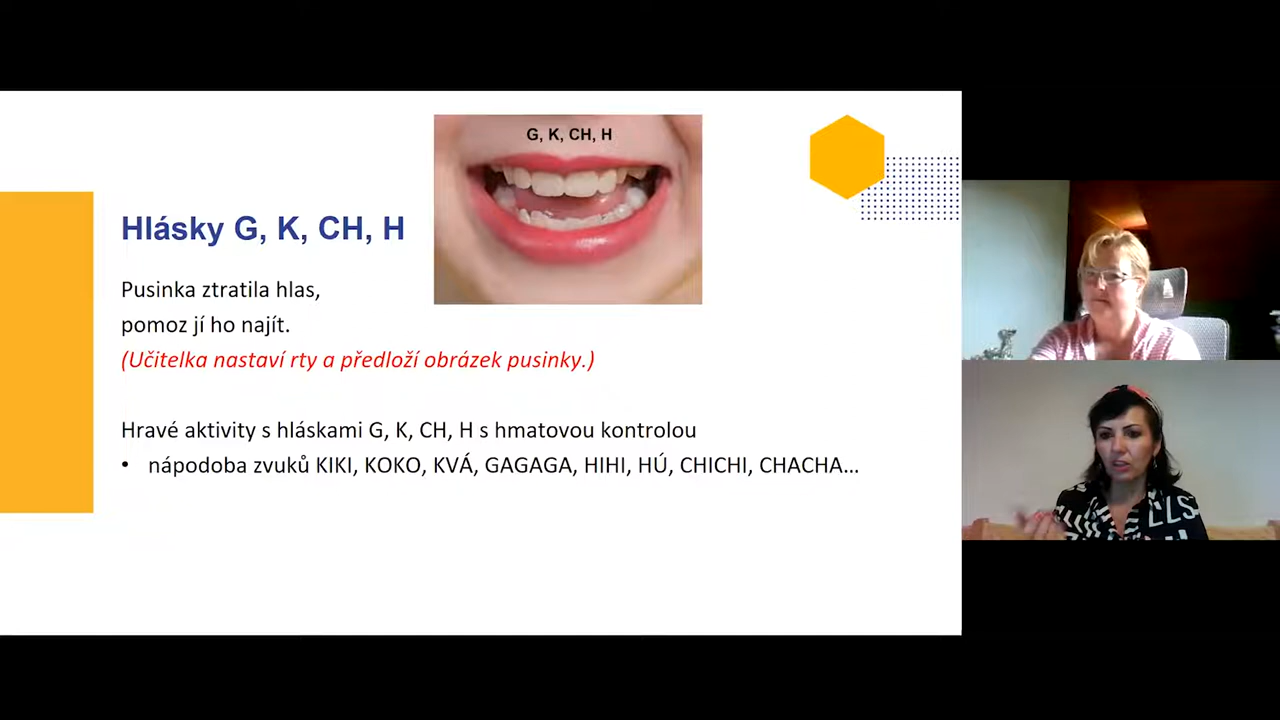 G, K, CH, H
Hlásky G, K, CH, H
Pusinka ztratila hlas,
pomoz jí ho najít.
(Učitelka nastaví rty a předloží obrázek pusinky.)
Hravé aktivity s hláskami G, K, CH, H s hmatovou kontrolou
• nápodoba zvuků KIKI, KOKO, KVÁ, GAGAGA, HIHI, HÚ, CHICHI, CHACHA…